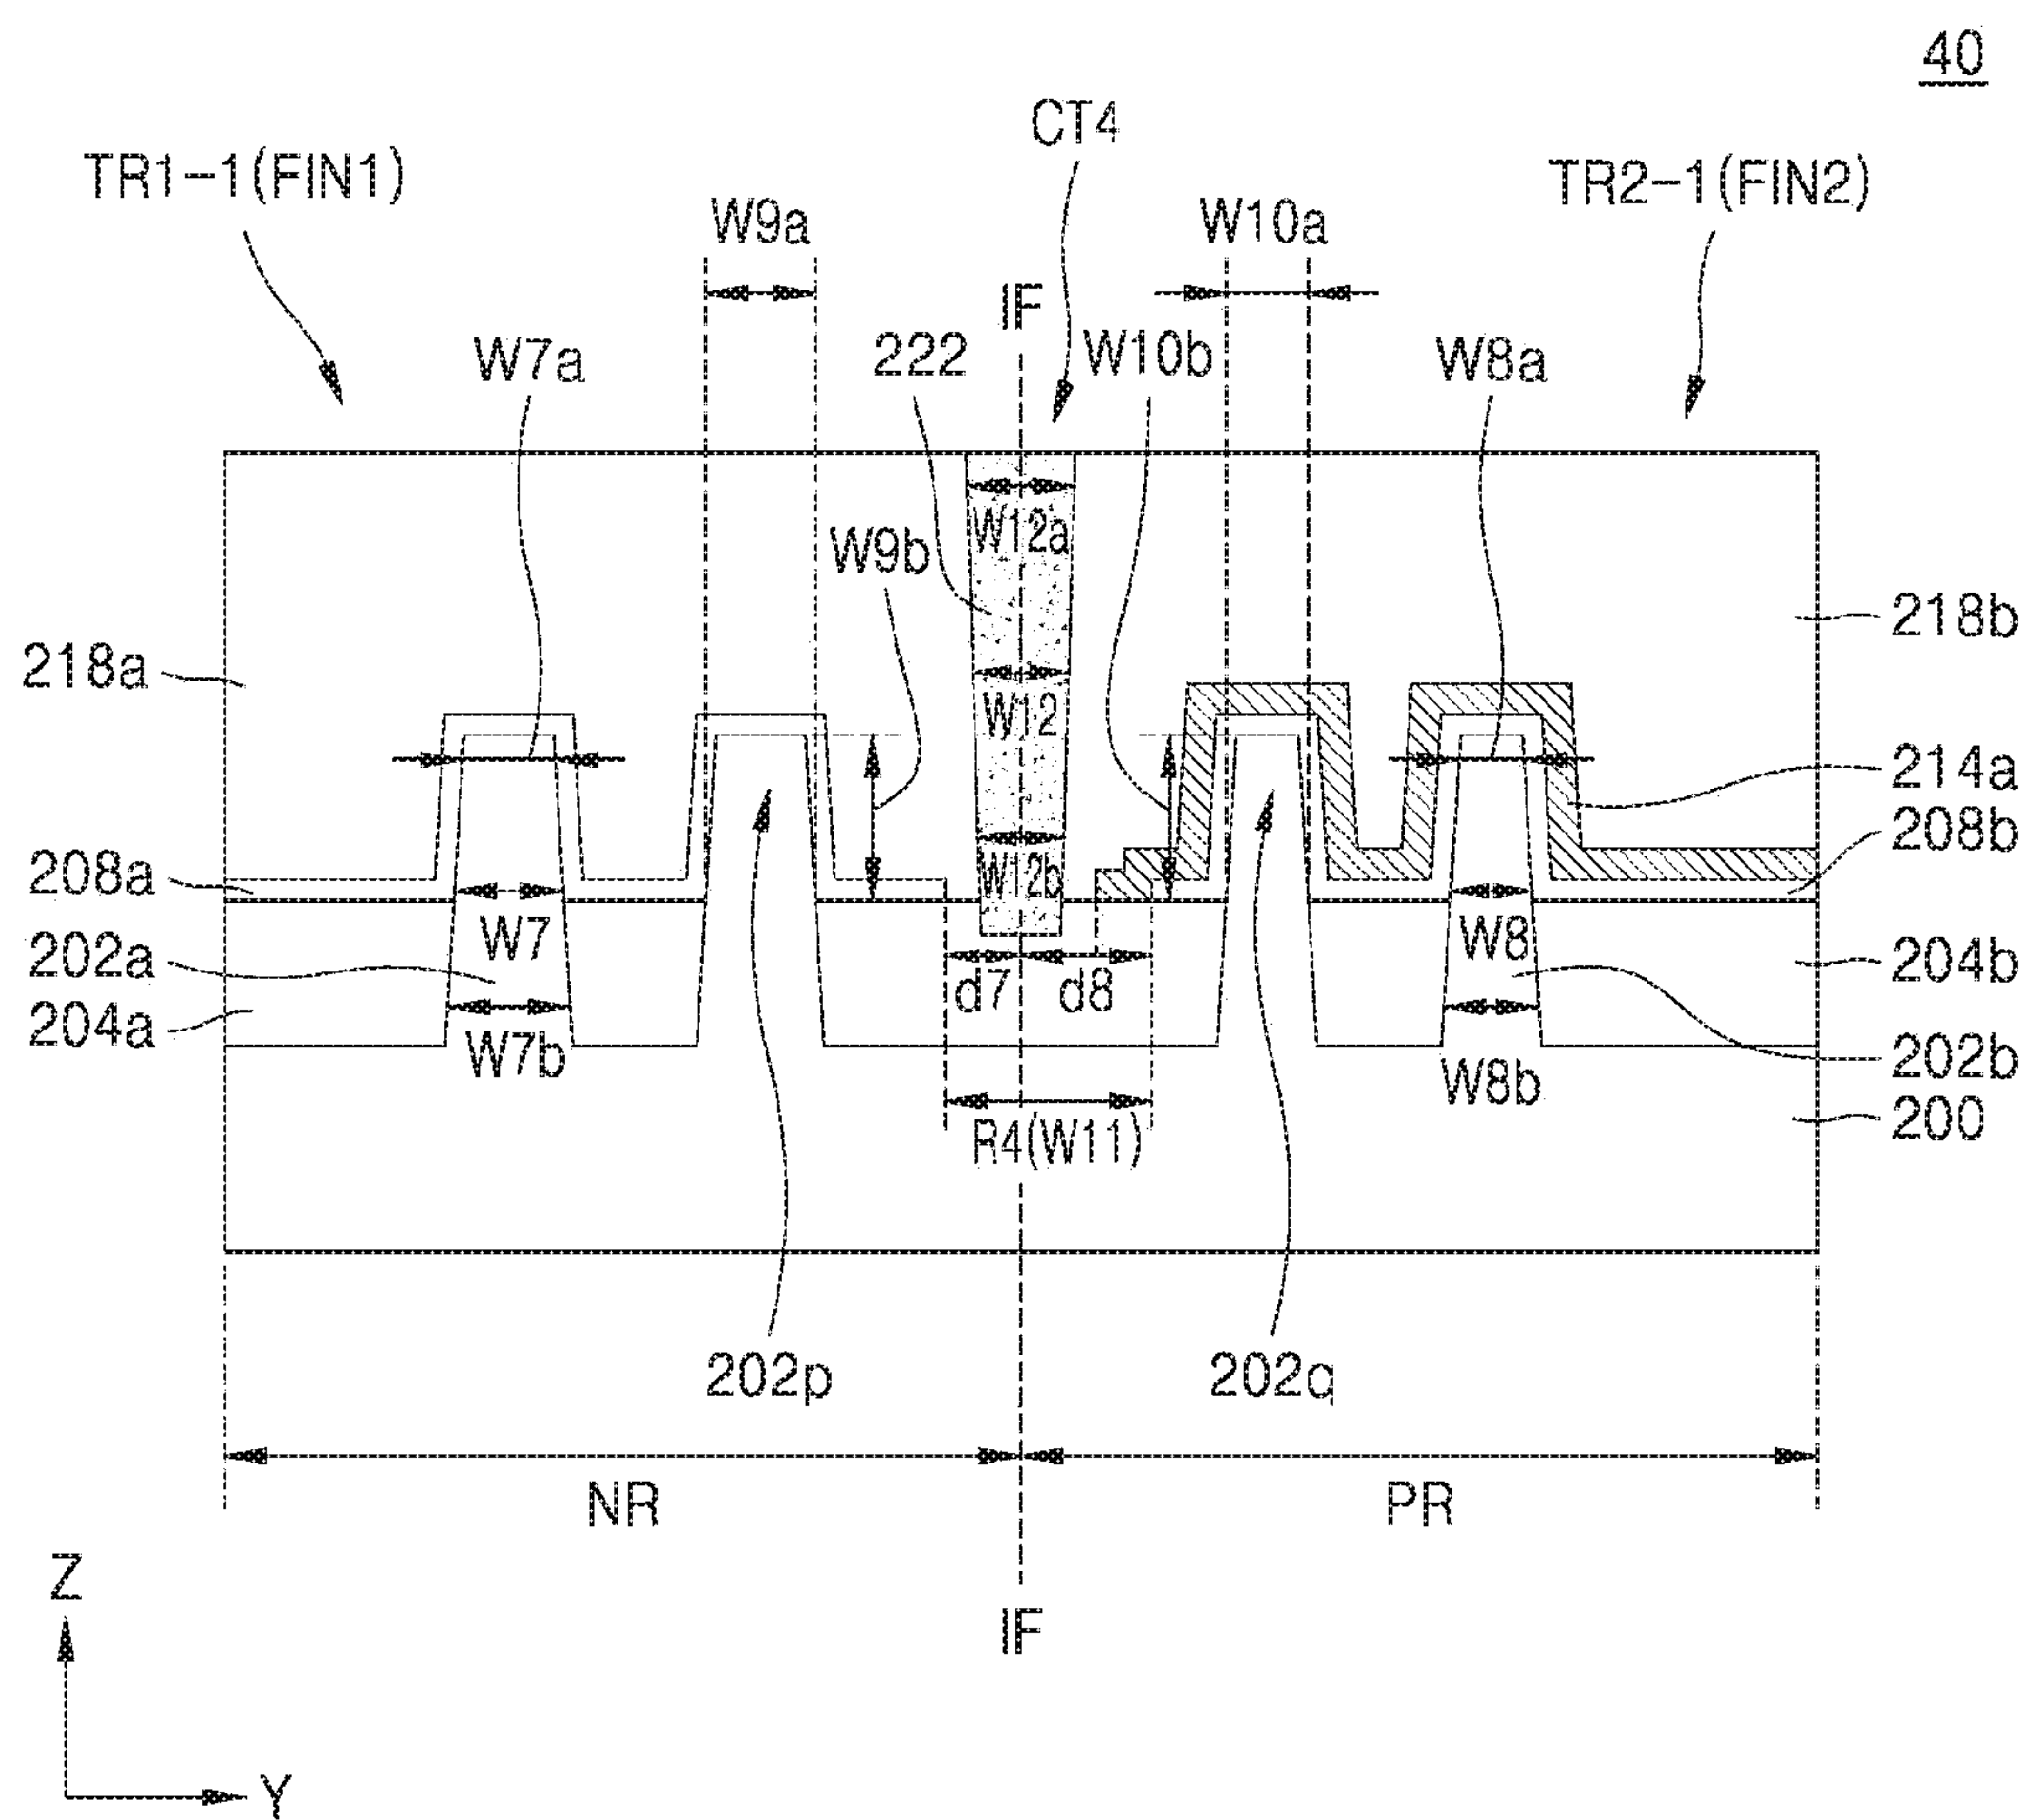 40
CT4
TR1-1(FIN1)
TR2-1(FIN2)
W9a
W10a
IF
W7a
222
W10b
W8a
W12a
W9b
218b
218a
W12
214a
208b
W12b
208a
W7
W8
202a
204b
d7
d8
204a
W7b
202b
W8b
200
R4(W11)
202p
202q
NR
PR
Z
IF
Y